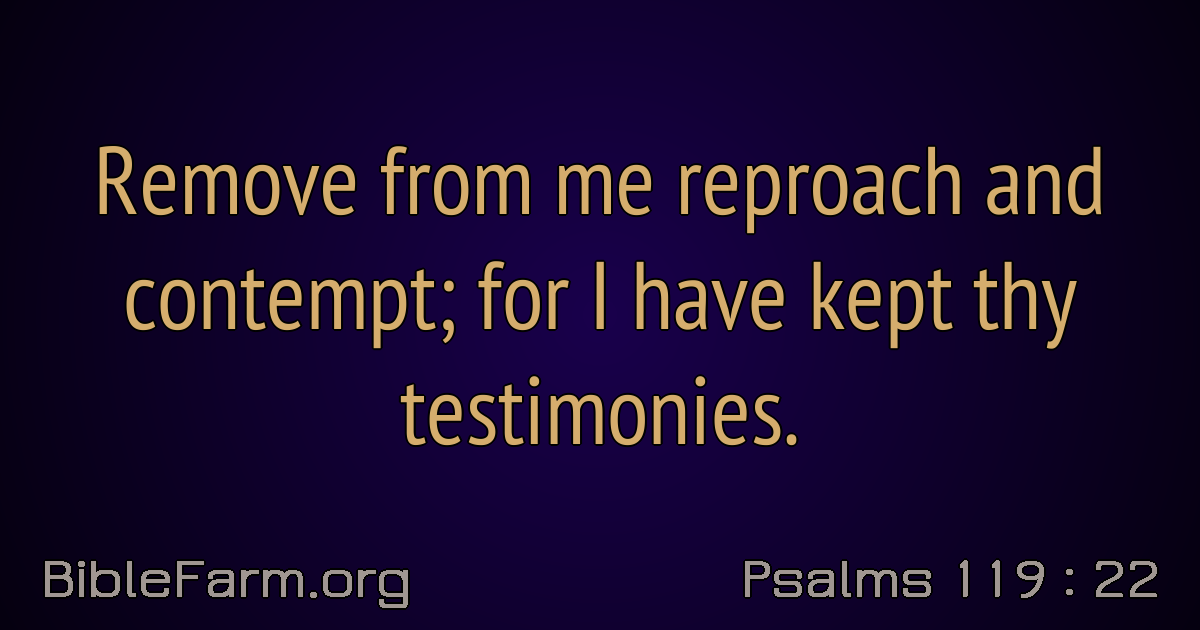 Remove from me reproach and
contempt; for I have kept thy
testimonies.
BibleFarm.org
Psalms 119 : 22